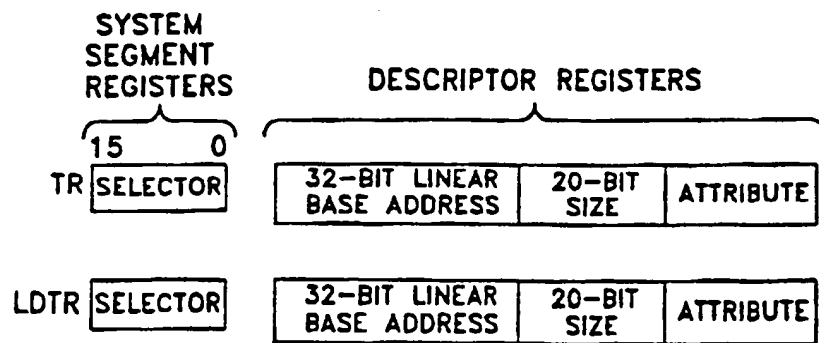 SYSTEM
SEGMENT
REGISTERS
DESCRIPTOR REGISTERS
15 0
TR SELECTOR 32-BIT LINEAR BASE ADDRESS 20-BIT SIZE ATTRIBUTE
LDTR SELECTOR 32-BIT LINEAR BASE ADDRESS 20-BIT SIZE ATTRIBUTE